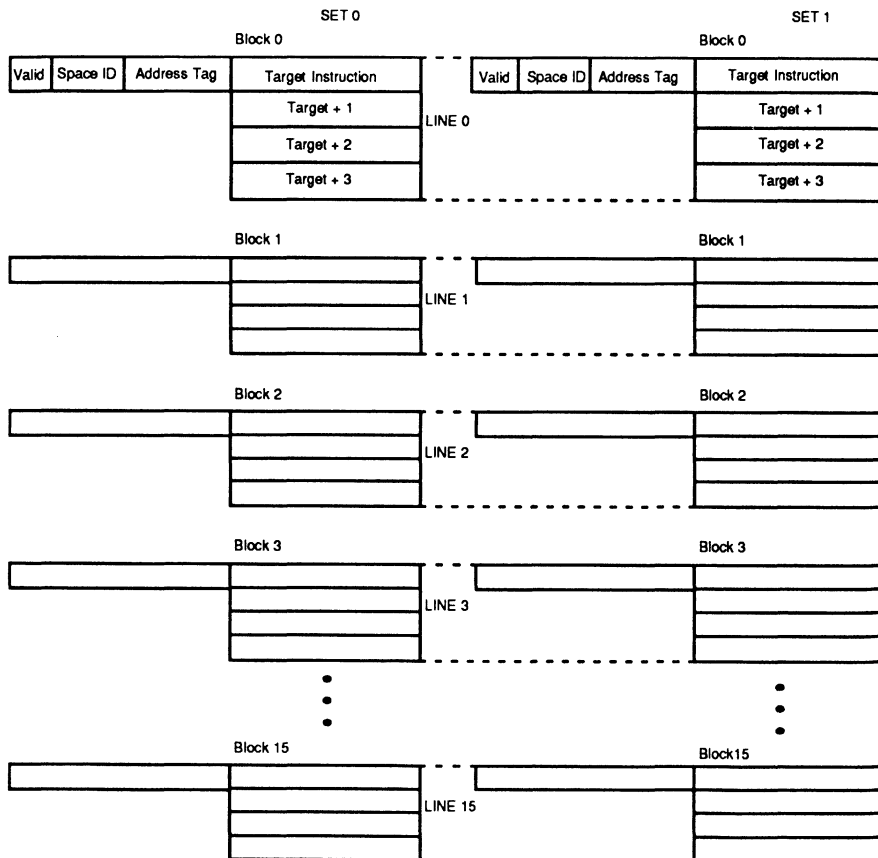 SET 0 SET 1
Block 0 Block 0
Valid Space ID Address Tag Target Instruction Valid Space ID Address Tag Target Instruction
Target + 1 LINE 0 Target + 1
Target + 2 Target + 2
Target + 3 Target + 3
Block 1 Block 1
LINE 1
Block 2 Block 2
LINE 2
Block 3 Block 3
LINE 3
Block 15 Block15
LINE 15